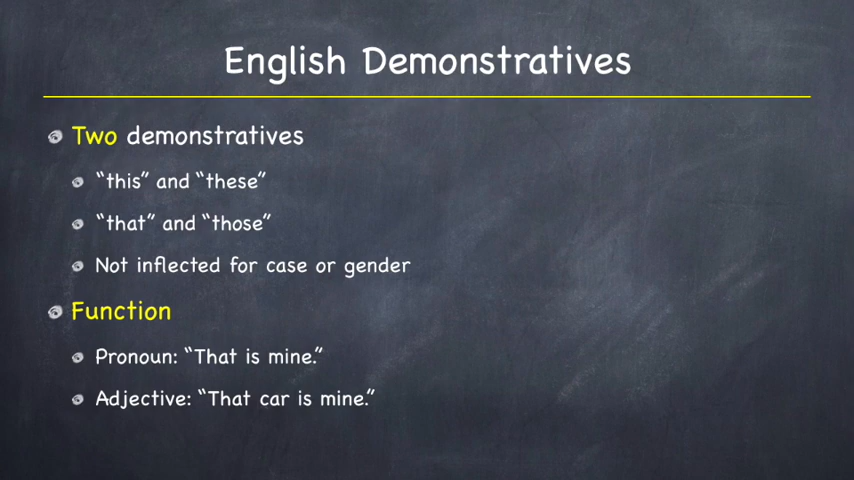 English Demonstratives
Two demonstratives
“this” and “these”
“that” and “those”
Not inflected for case or gender
Function
Pronoun: “That is mine.”
Adjective: “That car is mine.”